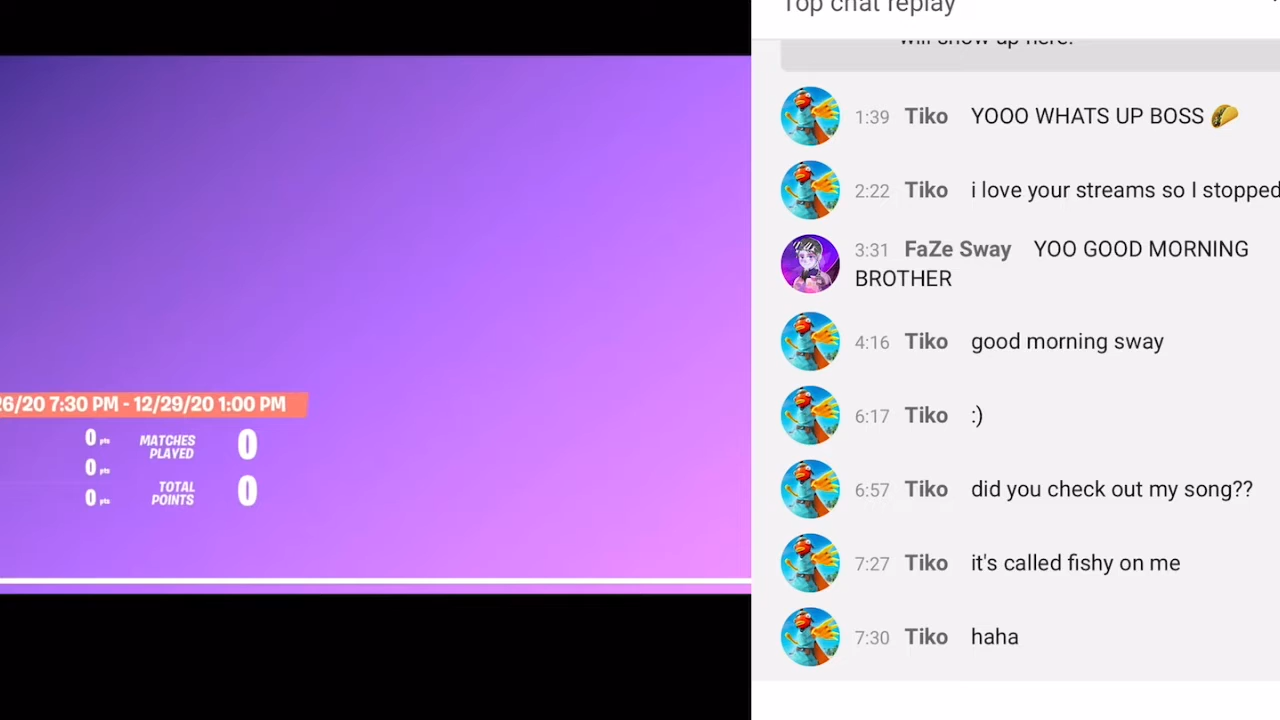 Top chat replay
will show up here.
1:39 Tiko YOOO WHATS UP BOSS 🌮
2:22 Tiko i love your streams so I stopped
3:31 FaZe Sway YOO GOOD MORNING
BROTHER
4:16 Tiko good morning sway
6:17 Tiko :)
6:57 Tiko did you check out my song??
7:27 Tiko it's called fishy on me
7:30 Tiko haha
26/20 7:30 PM - 12/29/20 1:00 PM
0 pts
0 pts
0 pts
MATCHES
PLAYED 0
TOTAL
POINTS 0